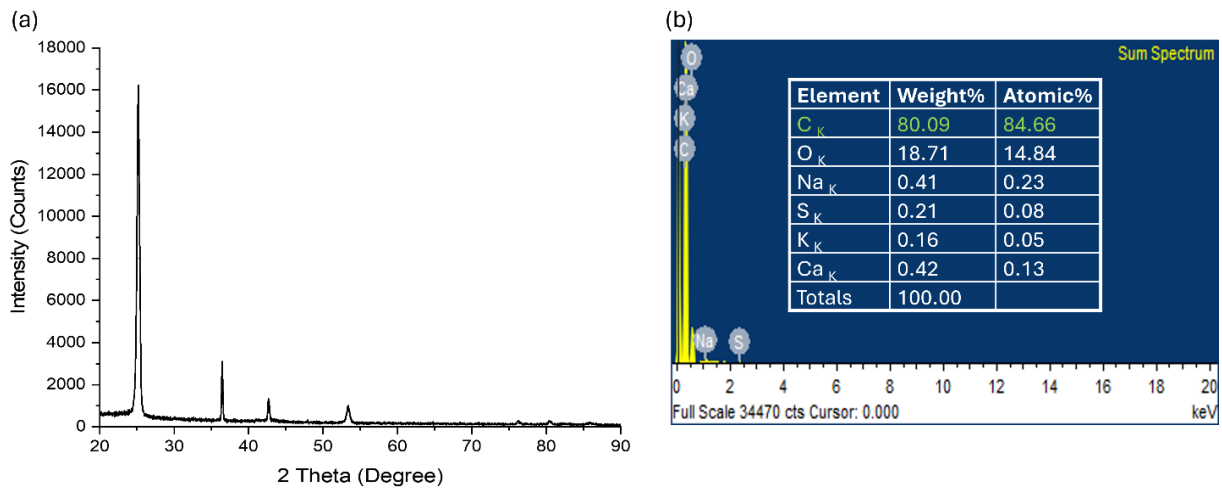 (a)
18000
16000
14000
12000
10000
8000
6000
4000
2000
0
Intensity (Counts)
20 30 40 50 60 70 80 90
2 Theta (Degree)
(b)
Sum Spectrum
O
Ca
K
C
Na
S
Element Weight% Atomic%
C K 80.09 84.66
O K 18.71 14.84
Na K 0.41 0.23
S K 0.21 0.08
K K 0.16 0.05
Ca K 0.42 0.13
Totals 100.00
0 2 4 6 8 10 12 14 16 18 20
Full Scale 34470 cts Cursor: 0.000 keV